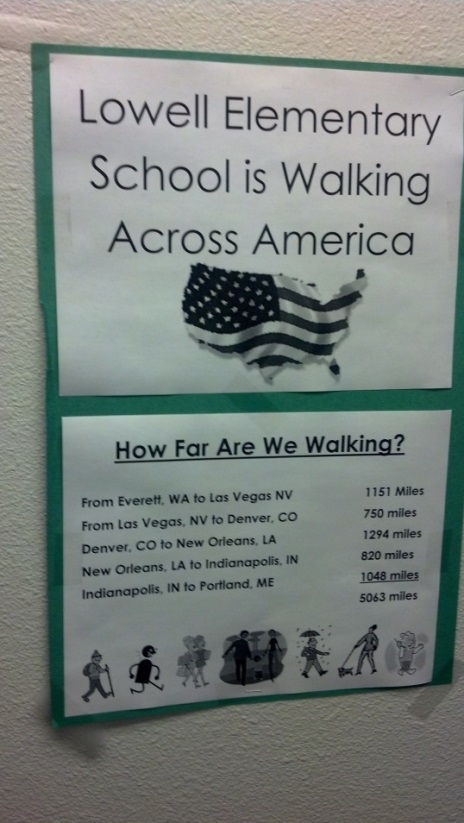 Lowell Elementary
School is Walking
Across America
How Far Are We Walking?
From Everett, WA to Las Vegas NV 1151 Miles
From Las Vegas, NV to Denver, CO 750 miles
Denver, CO to New Orleans, LA 1294 miles
New Orleans, LA to Indianapolis, IN 820 miles
Indianapolis, IN to Portland, ME 1048 miles
5063 miles